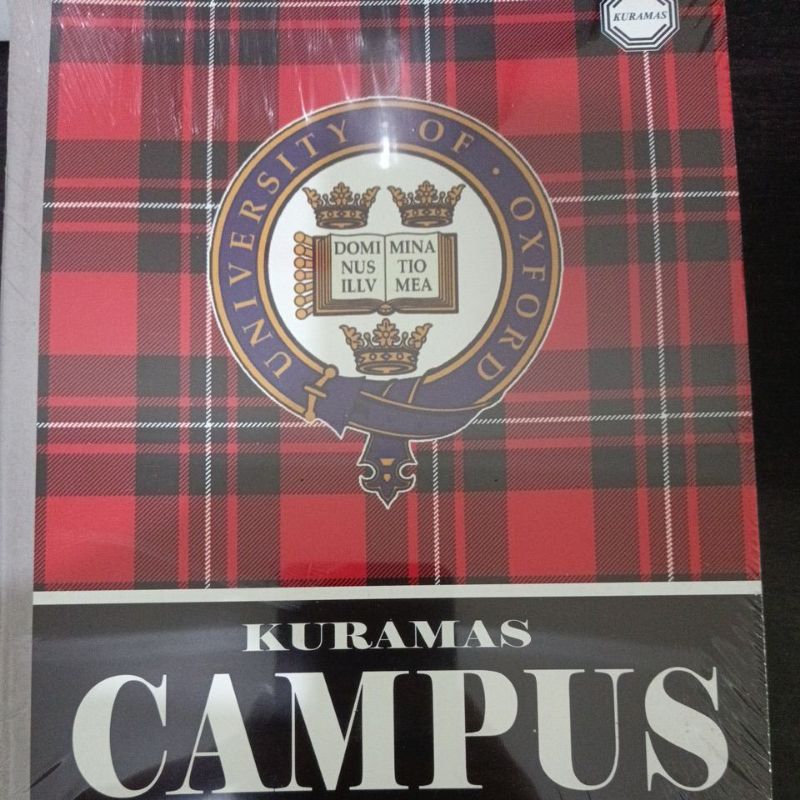 KURAMAS
UNIVERSITY OF • OXFORD
DOMI MINA
NUS TIO
ILLV MEA
KURAMAS
CAMPUS